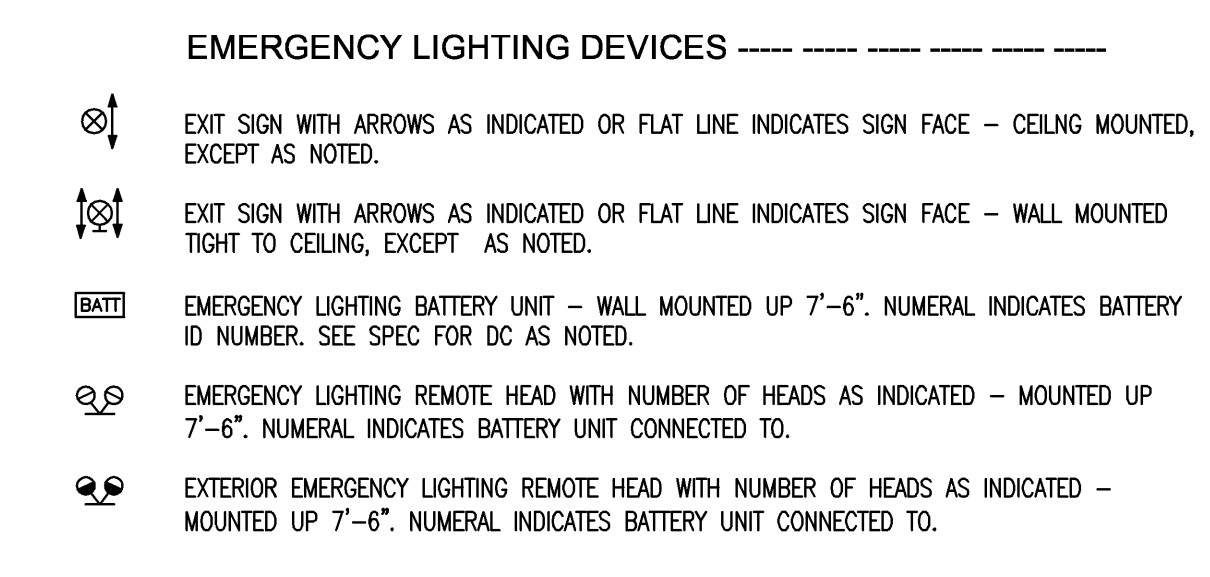 EMERGENCY LIGHTING DEVICES ----- ----- ----- ----- ----- -----
EXIT SIGN WITH ARROWS AS INDICATED OR FLAT LINE INDICATES SIGN FACE – CEILNG MOUNTED,
EXCEPT AS NOTED.
EXIT SIGN WITH ARROWS AS INDICATED OR FLAT LINE INDICATES SIGN FACE – WALL MOUNTED
TIGHT TO CEILING, EXCEPT AS NOTED.
BATT
EMERGENCY LIGHTING BATTERY UNIT – WALL MOUNTED UP 7'–6". NUMERAL INDICATES BATTERY
ID NUMBER. SEE SPEC FOR DC AS NOTED.
EMERGENCY LIGHTING REMOTE HEAD WITH NUMBER OF HEADS AS INDICATED – MOUNTED UP
7'–6". NUMERAL INDICATES BATTERY UNIT CONNECTED TO.
EXTERIOR EMERGENCY LIGHTING REMOTE HEAD WITH NUMBER OF HEADS AS INDICATED –
MOUNTED UP 7'–6". NUMERAL INDICATES BATTERY UNIT CONNECTED TO.